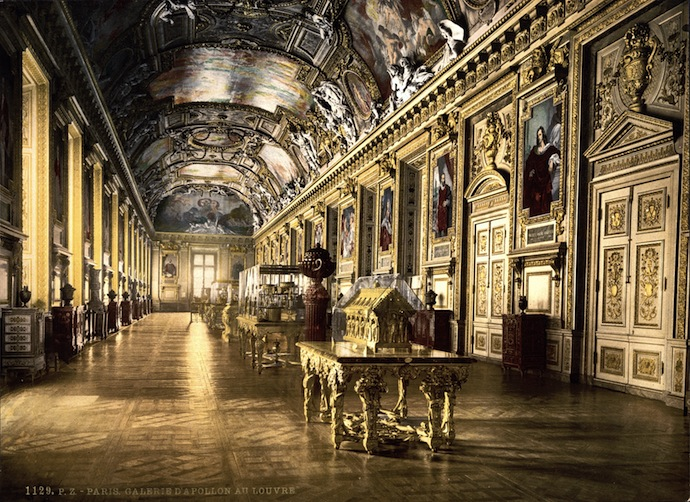 1129. P. Z. - PARIS. GALERIE D'APOLLON AU LOUVRE